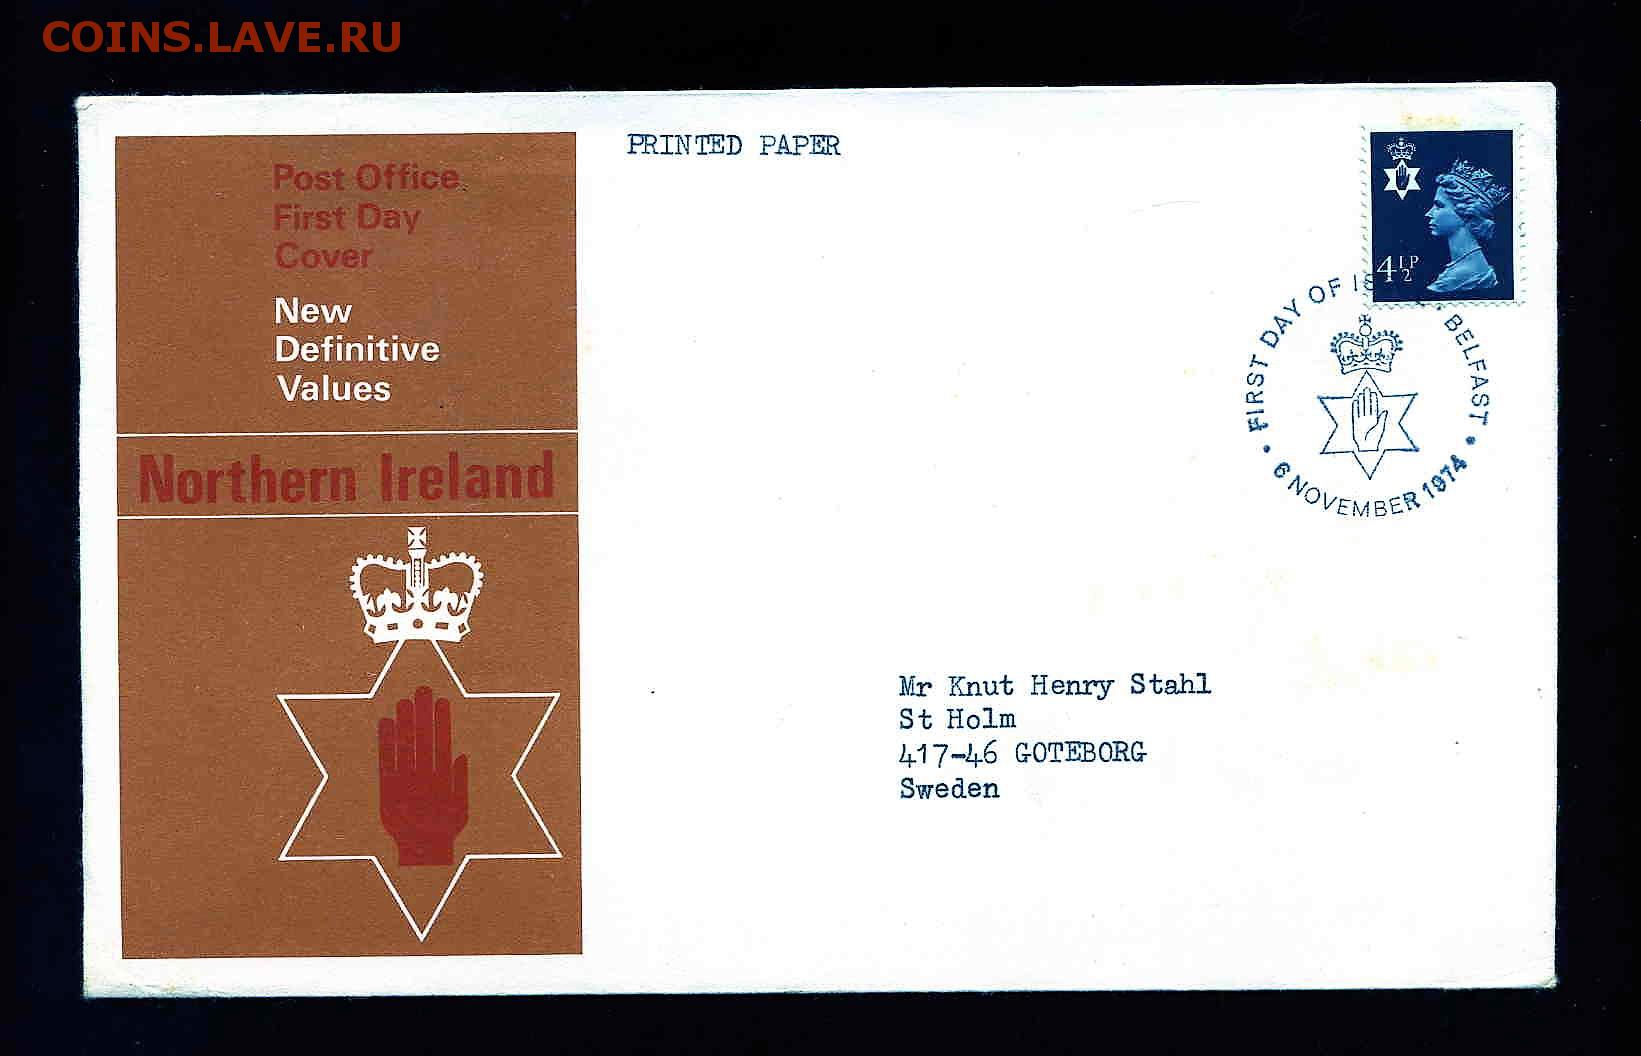 COINS.LAVE.RU
Post Office
First Day
Cover
New
Definitive
Values
Northern Ireland
PRINTED PAPER
4½P
FIRST DAY OF IS BELFAST
6 NOVEMBER 1974
Mr Knut Henry Stahl
St Holm
417-46 GOTEBORG
Sweden